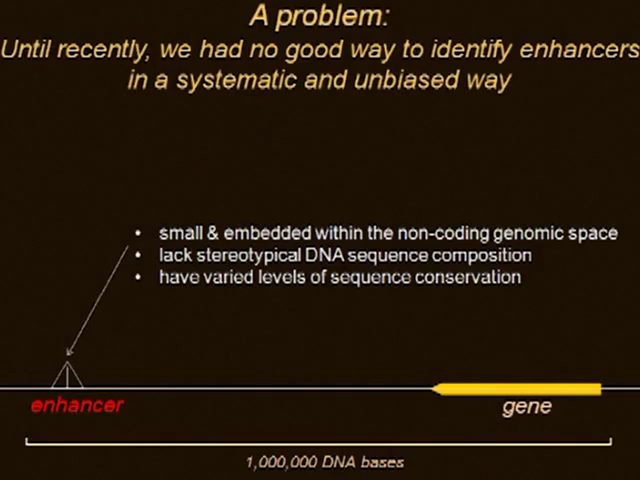 A problem:
Until recently, we had no good way to identify enhancers
in a systematic and unbiased way
• small & embedded within the non-coding genomic space
• lack stereotypical DNA sequence composition
• have varied levels of sequence conservation
enhancer
gene
1,000,000 DNA bases